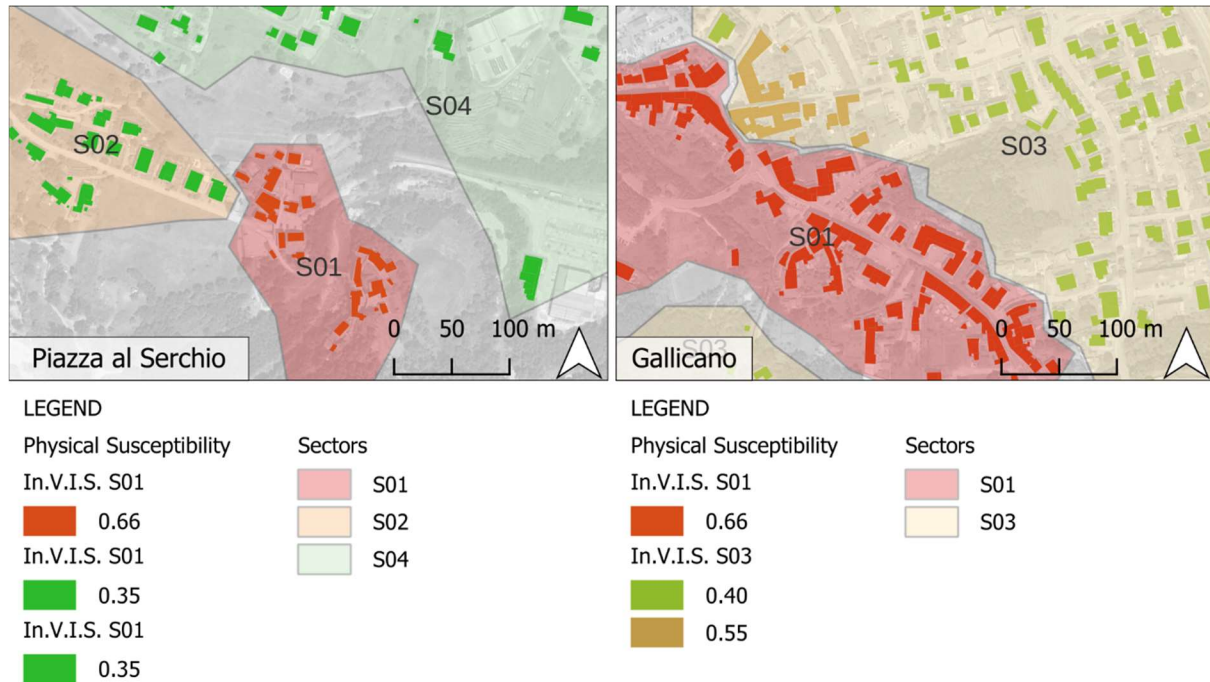 S04
S02
S01
0 50 100 m
Piazza al Serchio
S03
S01
S03
0 50 100 m
Gallicano
LEGEND
Physical Susceptibility
Sectors
In.V.I.S. S01
S01
0.66
S02
In.V.I.S. S01
S04
0.35
In.V.I.S. S01
0.35
LEGEND
Physical Susceptibility
Sectors
In.V.I.S. S01
S01
0.66
S03
In.V.I.S. S03
0.40
0.55